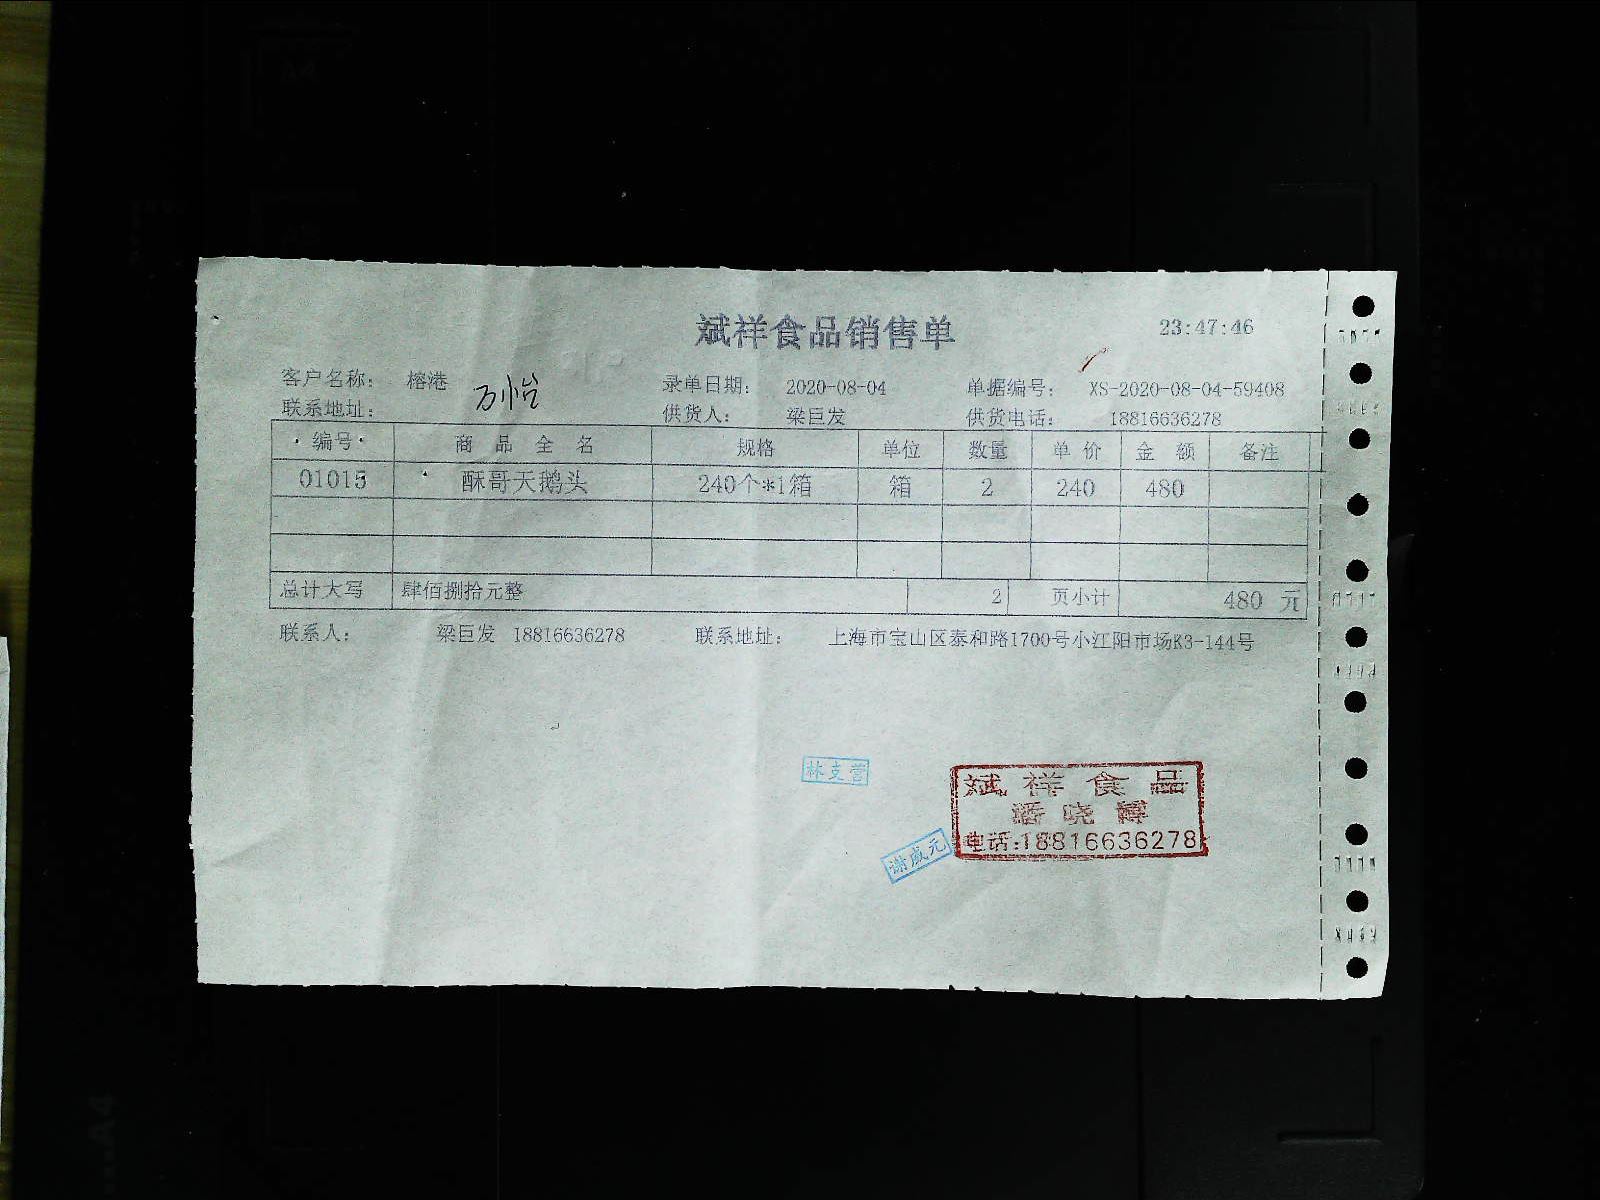 斌祥食品销售单 23:47:46
客户名称： 榕港 万怡 录单日期： 2020-08-04 单据编号： XS-2020-08-04-59408
联系地址： 供货人： 梁巨发 供货电话： 18816636278
编号 商品全名 规格 单位 数量 单价 金额 备注
01015 酥哥天鹅头 240个*1箱 箱 2 240 480
总计大写 肆佰捌拾元整 2 页小计 480 元
联系人： 梁巨发 18816636278 联系地址： 上海市宝山区泰和路1700号小江阳市场K3-144号
林支营
斌祥食品
潘晓博
电话:18816636278
谢威元
A4